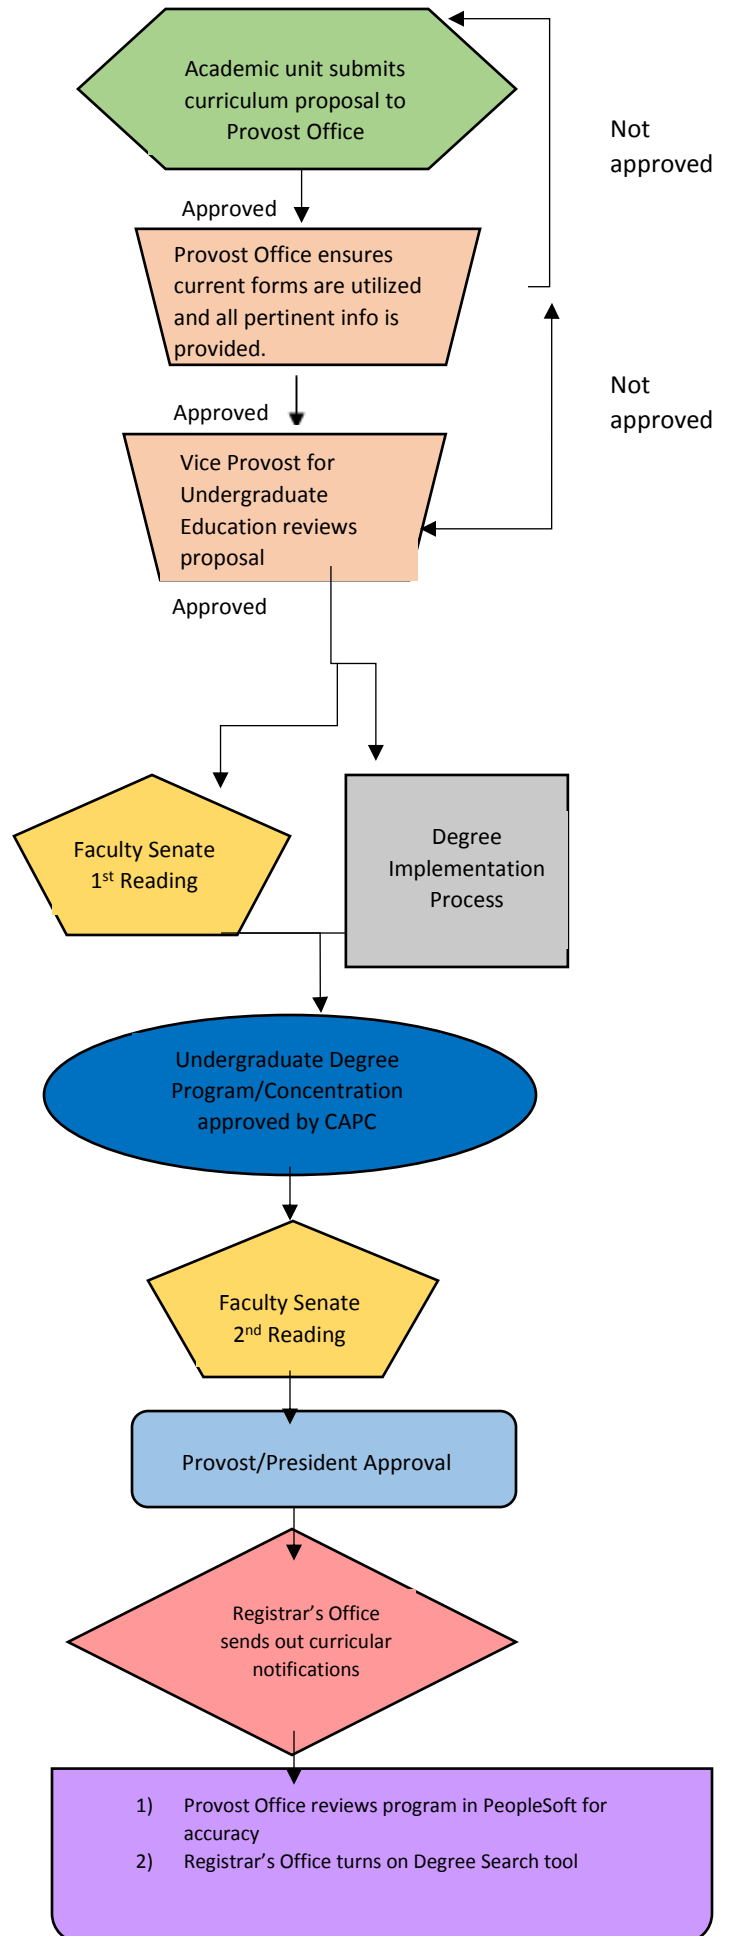 Academic unit submits
curriculum proposal to
Provost Office
Not
approved
Approved
Provost Office ensures
current forms are utilized
and all pertinent info is
provided.
Not
approved
Approved
Vice Provost for
Undergraduate
Education reviews
proposal
Approved
Faculty Senate
1st Reading
Degree
Implementation
Process
Undergraduate Degree
Program/Concentration
approved by CAPC
Faculty Senate
2nd Reading
Provost/President Approval
Registrar’s Office
sends out curricular
notifications
1) Provost Office reviews program in PeopleSoft for
accuracy
2) Registrar’s Office turns on Degree Search tool